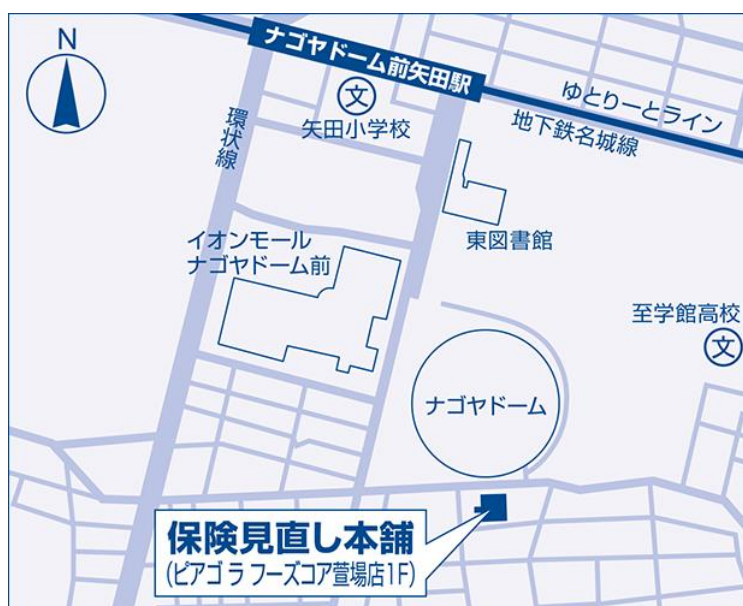 N
ナゴヤドーム前矢田駅
ゆとりーとライン
地下鉄名城線
文
矢田小学校
環状線
東図書館
イオンモール
ナゴヤドーム前
至学館高校
文
ナゴヤドーム
保険見直し本舗
(ピアゴ ラ フーズコア萱場店1F)